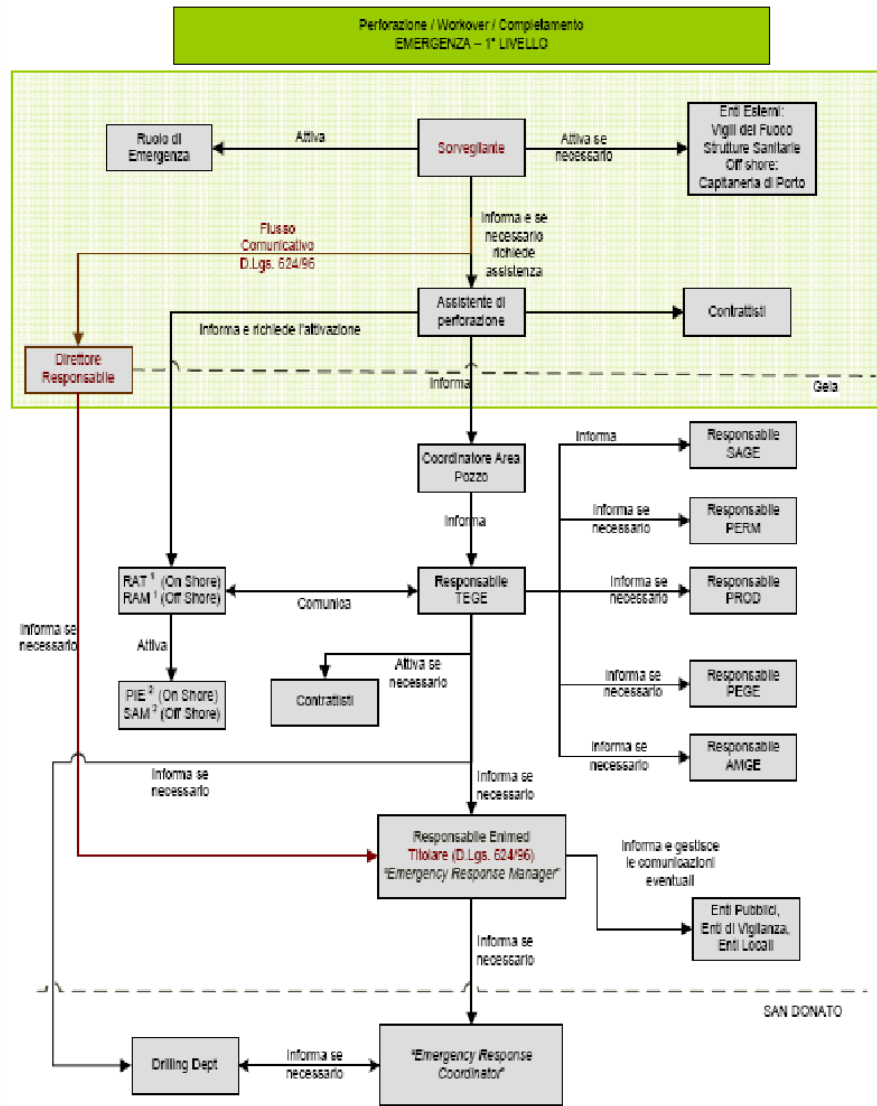 Perforazione / Workover / Completamento
EMERGENZA – 1° LIVELLO
Ruolo di
Emergenza
Attiva
Sorvegliante
Attiva se
necessario
Enti Esterni:
Vigili del Fuoco
Strutture Sanitarie
Off shore:
Capitaneria di Porto
Flusso
Comunicativo
D.Lgs. 624/96
Informa e se
necessario
richiede
assistenza
Assistente di
perforazione
Contrattisti
Informa e richiede l'attivazione
Direttore
Responsabile
Informa
Gela
Coordinatore Area
Pozzo
Informa
Responsabile
SAGE
Informa
Informa se
necessario
Responsabile
PERM
RAT 1 (On Shore)
RAM 1 (Off Shore)
Comunica
Responsabile
TEGE
Informa se
necessario
Responsabile
PROD
Informa se
necessario
Attiva
Attiva se
necessario
PIE 2 (On Shore)
SAM 2 (Off Shore)
Contrattisti
Informa se
necessario
Responsabile
PEGE
Informa se
necessario
Responsabile
AMGE
Informa se
necessario
Informa se
necessario
Responsabile Enimed
Titolare (D.Lgs. 624/96)
"Emergency Response Manager"
Informa e gestisce
le comunicazioni
eventuali
Enti Pubblici,
Enti di Vigilanza,
Enti Locali
Informa se
necessario
SAN DONATO
Drilling Dept
Informa se
necessario
"Emergency Response
Coordinator"